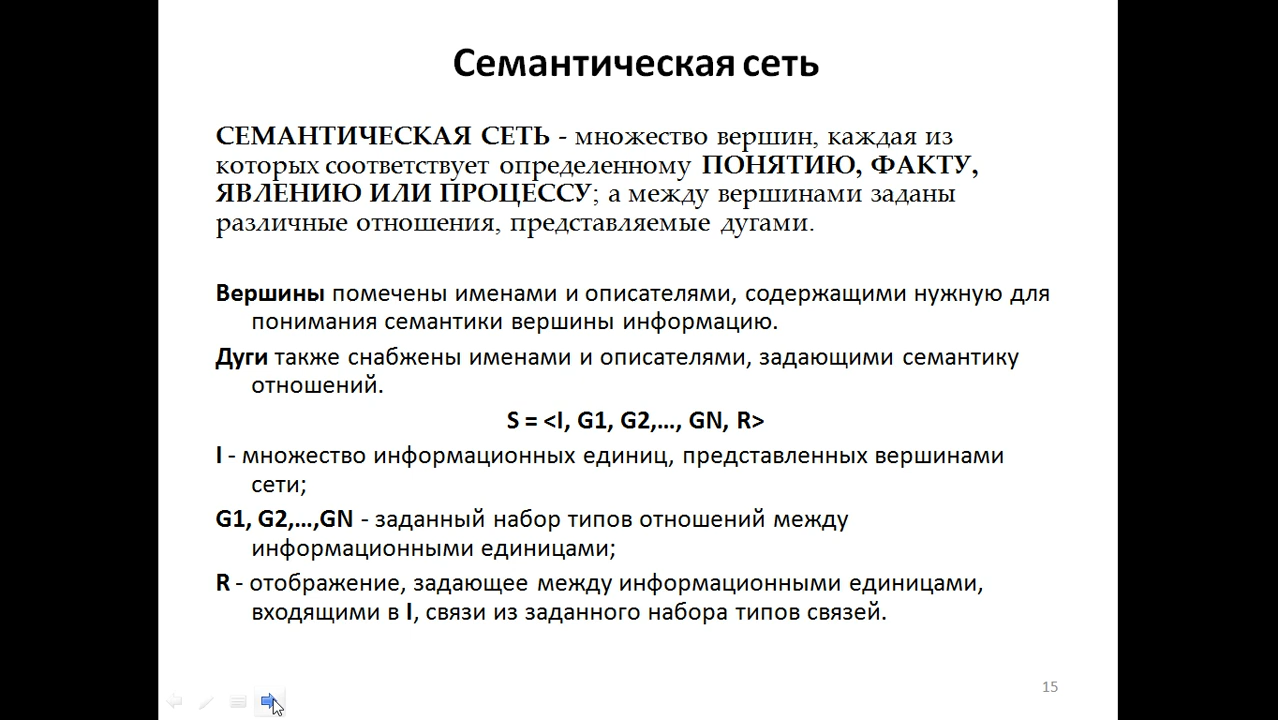 Семантическая сеть
СЕМАНТИЧЕСКАЯ СЕТЬ - множество вершин, каждая из
которых соответствует определенному ПОНЯТИЮ, ФАКТУ,
ЯВЛЕНИЮ ИЛИ ПРОЦЕССУ; а между вершинами заданы
различные отношения, представляемые дугами.
Вершины помечены именами и описателями, содержащими нужную для
понимания семантики вершины информацию.
Дуги также снабжены именами и описателями, задающими семантику
отношений.
S = <I, G1, G2,..., GN, R>
I - множество информационных единиц, представленных вершинами
сети;
G1, G2,...,GN - заданный набор типов отношений между
информационными единицами;
R - отображение, задающее между информационными единицами,
входящими в I, связи из заданного набора типов связей.
15